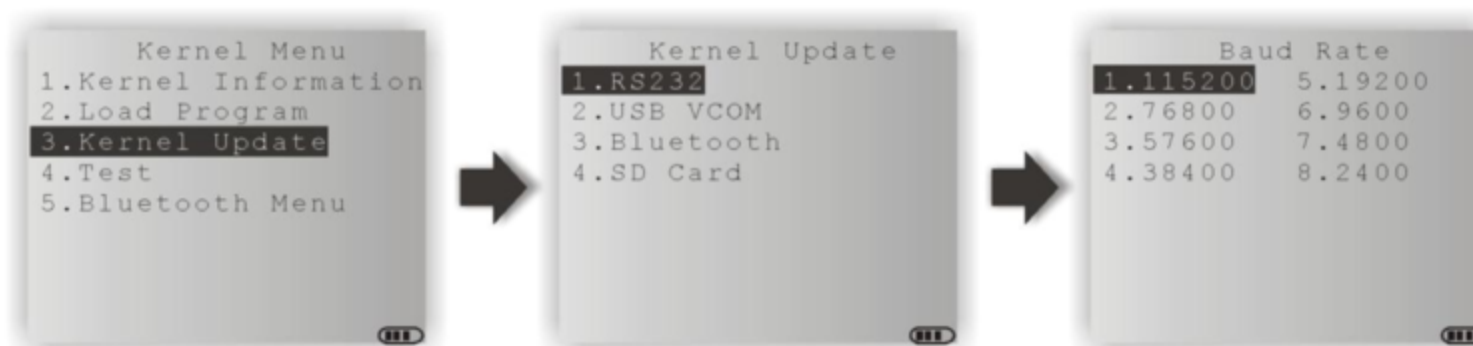 Kernel Menu
1.Kernel Information
2.Load Program
3.Kernel Update
4.Test
5.Bluetooth Menu
Kernel Update
1.RS232
2.USB VCOM
3.Bluetooth
4.SD Card
Baud Rate
1.115200 5.19200
2.76800 6.9600
3.57600 7.4800
4.38400 8.2400